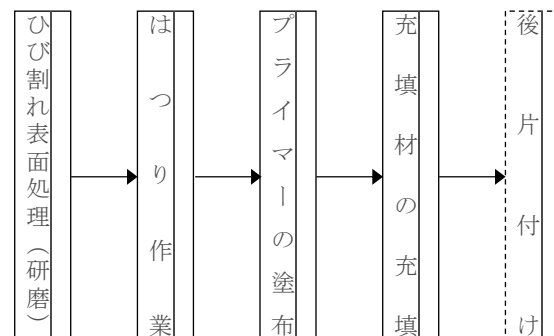 ひび割れ表面処理（研磨）
はつり作業
プライマーの塗布
充填材の充填
後片付け